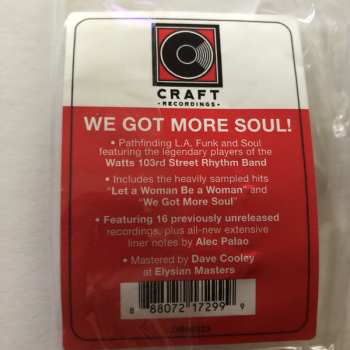 CRAFT
• RECORDINGS •
WE GOT MORE SOUL!
• Pathfinding L.A. Funk and Soul
featuring the legendary players of the
Watts 103rd Street Rhythm Band
• Includes the heavily sampled hits
“Let a Woman Be a Woman” and
“We Got More Soul”
• Featuring 16 previously unreleased
recordings, plus all-new extensive
liner notes by Alec Palao
• Mastered by Dave Cooley
at Elysian Masters
8 88072 17299 9